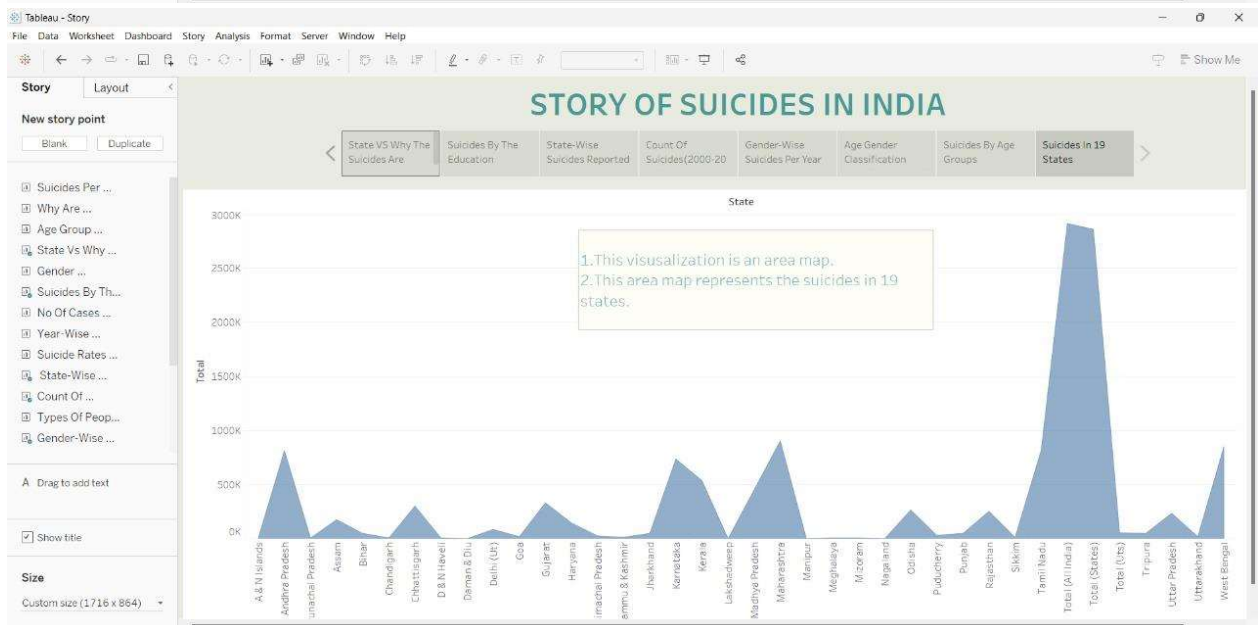 Tableau - Story
File Data Worksheet Dashboard Story Analysis Format Server Window Help
Show Me
Story Layout
New story point
Blank Duplicate
Suicides Per ...
Why Are ...
Age Group ...
State Vs Why ...
Gender ...
Suicides By Th...
No Of Cases ...
Year-Wise ...
Suicide Rates ...
State-Wise ...
Count Of ...
Types Of Peop...
Gender-Wise ...
A Drag to add text
Show title
Size
Custom size (1716 x 864)
STORY OF SUICIDES IN INDIA
State VS Why The
Suicides Are
Suicides By The
Education
State-Wise
Suicides Reported
Count Of
Suicides(2000-20
Gender-Wise
Suicides Per Year
Age Gender
Classification
Suicides By Age
Groups
Suicides In 19
States
State
1.This visusalization is an area map.
2.This area map represents the suicides in 19
states.
Total
3000K
2500K
2000K
1500K
1000K
500K
0K
A & N Islands
Andhra Pradesh
unachal Pradesh
Assam
Bihar
Chandigarh
Chhattisgarh
D & N Haveli
Daman & Diu
Delhi (Ut)
Goa
Gujarat
Haryana
imachal Pradesh
ammu & Kashmir
Jharkhand
Karnataka
Kerala
Lakshadweep
Madhya Pradesh
Maharashtra
Manipur
Meghalaya
Mizoram
Nagaland
Odisha
Puducherry
Punjab
Rajasthan
Sikkim
Tamil Nadu
Total (All India)
Total (States)
Total (Uts)
Tripura
Uttar Pradesh
Uttarakhand
West Bengal